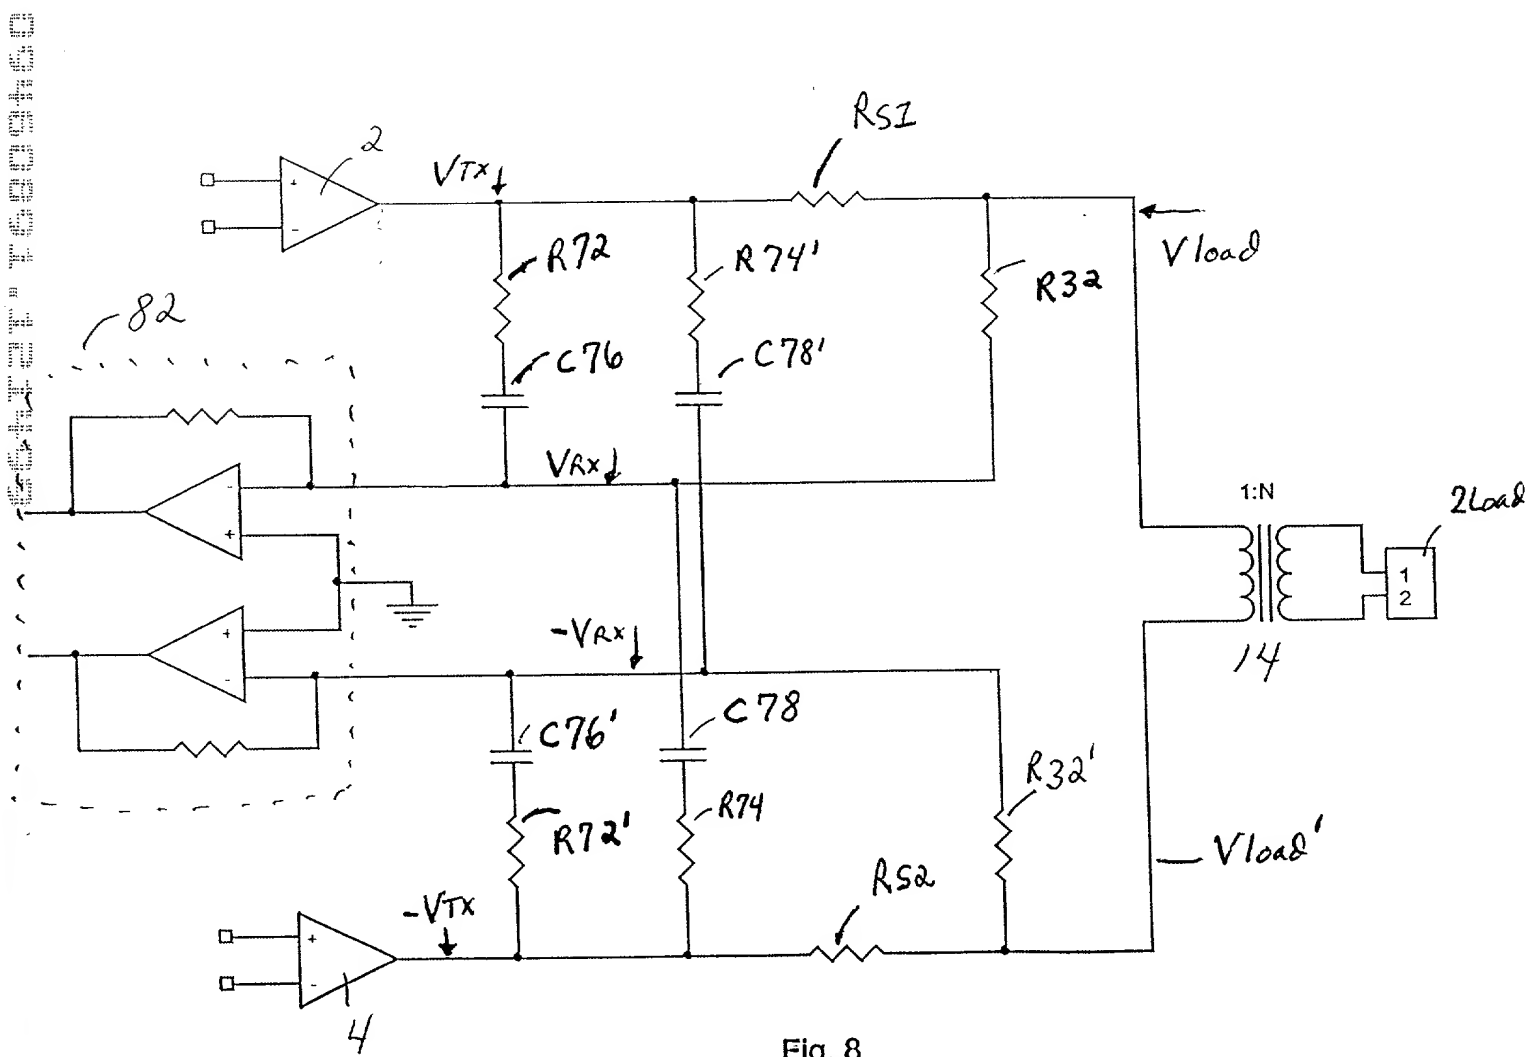 RS1
2
VTX
+
-
R72
R74'
Vload
R32
82
C76
C78'
VRX
-
+
1:N
2Load
1
2
14
-VRX
+
-
C78
C76'
R32'
R74
R72'
Vload'
RS2
-VTX
+
-
4
Fig. 8